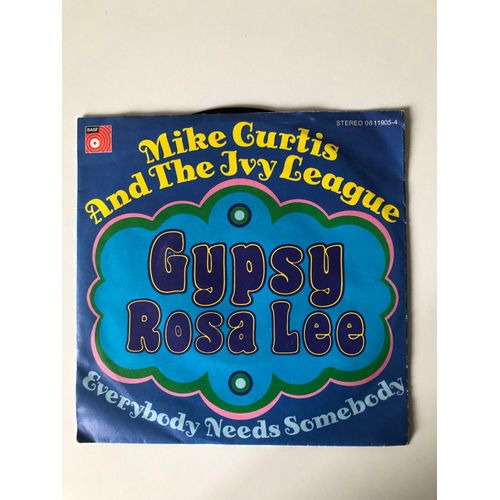 BASF
STEREO 06 11905-4
Mike Curtis
And The Ivy League
Gypsy
Rosa Lee
Everybody Needs Somebody